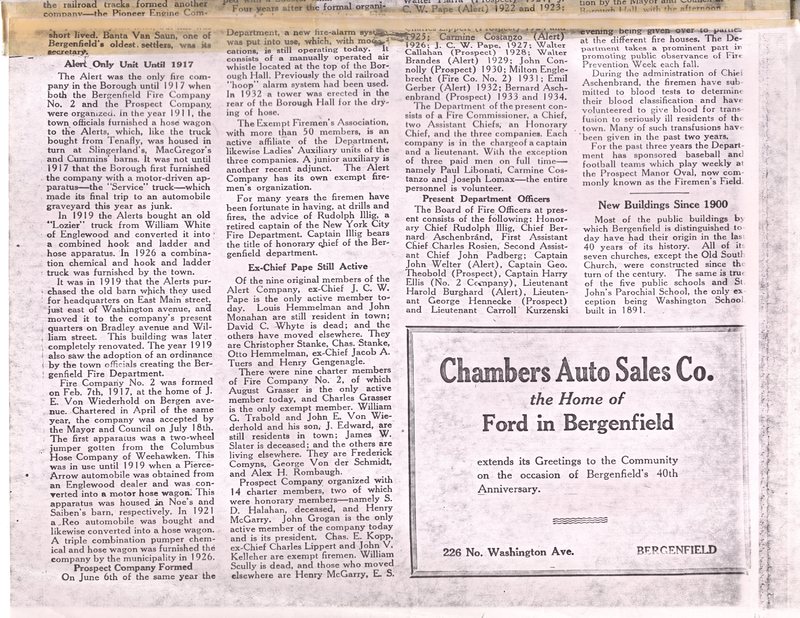 the railroad tracks formed another
company—the Pioneer Engine Com-
short lived. Banta Van Saun, one of
Bergenfield's oldest settlers, was its
secretary.
Alert Only Unit Until 1917
The Alert was the only fire com-
pany in the Borough until 1917 when
both the Bergenfield Fire Company
No. 2 and the Prospect Company
were organized. in the year 1911, the
town officials furnished a hose wagon
to the Alerts, which, like the truck
bought from Tenafly, was housed in
turn at Slingerland's, MacGregor's
and Cummins' barns. It was not until
1917 that the Borough first furnished
the company with a motor-driven ap-
paratus—the "Service" truck—which
made its final trip to an automobile
graveyard this year as junk.
In 1919 the Alerts bought an old
"Lozier" truck from William White
of Englewood and converted it into
a combined hook and ladder and
hose apparatus. In 1926 a combina-
tion chemical and hook and ladder
truck was furnished by the town.
It was in 1919 that the Alerts pur-
chased the old barn which they used
for headquarters on East Main street,
just east of Washington avenue, and
moved it to the company's present
quarters on Bradley avenue and Wil-
liam street. This building was later
completely renovated. The year 1919
also saw the adoption of an ordinance
by the town officials creating the Ber-
genfield Fire Department.
Fire Company No. 2 was formed
on Feb. 7th, 1917, at the home of J.
E. Von Wiederhold on Bergen ave-
nue. Chartered in April of the same
year, the company was accepted by
the Mayor and Council on July 18th.
The first apparatus was a two-wheel
jumper gotten from the Columbus
Hose Company of Weehawken. This
was in use until 1919 when a Pierce-
Arrow automobile was obtained from
an Englewood dealer and was con-
verted into a motor hose wagon. This
apparatus was housed in Noe's and
Saiben's barn, respectively. In 1921
a Reo automobile was bought and
likewise converted into a hose wagon.
A triple combination pumper chem-
ical and hose wagon was furnished the
company by the municipality in 1926.
Prospect Company Formed
On June 6th of the same year the
Four years after the formal organi-
Department, a new fire-alarm system
was put into use, which, with modifi-
cations, is still operating today. It
consists of a manually operated air
whistle located at the top of the Bor-
ough Hall. Previously the old railroad
"hoop" alarm system had been used.
In 1932 a tower was erected in the
rear of the Borough Hall for the dry-
ing of hose.
The Exempt Firemen's Association,
with more than 50 members, is an
active affiliate of the Department,
likewise Ladies' Auxiliary units of the
three companies. A junior auxiliary is
another recent adjunct. The Alert
Company has its own exempt fire-
men's organization.
For many years the firemen have
been fortunate in having, at drills and
fires, the advice of Rudolph Illig, a
retired captain of the New York City
Fire Department. Captain Illig bears
the title of honorary chief of the Ber-
genfield department.
Ex-Chief Pape Still Active
Of the nine original members of the
Alert Company, ex-Chief J. C. W.
Pape is the only active member to-
day. Louis Hemmelman and John
Monahan are still resident in town;
David C. Whyte is dead; and the
others have moved elsewhere. They
are Christopher Stanke, Chas. Stanke,
Otto Hemmelman, ex-Chief Jacob A.
Tuers and Henry Gengenagle.
There were nine charter members
of Fire Company No. 2, of which
August Grasser is the only active
member today, and Charles Grasser
is the only exempt member. William
G. Trabold and John E. Von Wie-
derhold and his son, J. Edward, are
still residents in town; James W.
Slater is deceased; and the others are
living elsewhere. They are Frederick
Comyns, George Von der Schmidt,
and Alex H. Rombaugh.
Prospect Company organized with
14 charter members, two of which
were honorary members—namely S.
D. Halahan, deceased, and Henry
McGarry. John Grogan is the only
active member of the company today
and is its president. Chas. E. Kopp,
ex-Chief Charles Lippert and John V.
Kelleher are exempt firemen. William
Scully is dead, and those who moved
elsewhere are Henry McGarry, E. S.
C. W. Pape (Alert) 1922 and 1923;
1925; Carmine Costanzo (Alert)
1926; J. C. W. Pape, 1927; Walter
Callahan (Prospect) 1928; Walter
Brandes (Alert) 1929; John Con-
nolly (Prospect) 1930; Milton Engle-
brecht (Fire Co. No. 2) 1931; Emil
Gerber (Alert) 1932; Bernard Asch-
enbrand (Prospect) 1933 and 1934.
The Department of the present con-
sists of a Fire Commissioner, a Chief,
two Assistant Chiefs, an Honorary
Chief, and the three companies. Each
company is in the charge of a captain
and a lieutenant. With the exception
of three paid men on full time—
namely Paul Libonati, Carmine Cos-
tanzo and Joseph Lomax—the entire
personnel is volunteer.
Present Department Officers
The Board of Fire Officers at pres-
ent consists of the following: Honor-
ary Chief Rudolph Illig, Chief Ber-
nard Aschenbrand, First Assistant
Chief Charles Rosien, Second Assist-
ant Chief John Padberg; Captain
John Welter (Alert), Captain Geo.
Theobold (Prospect), Captain Harry
Ellis (No. 2 Company), Lieutenant
Harold Burghard (Alert), Lieuten-
ant George Hennecke (Prospect)
and Lieutenant Carroll Kurzenski
evening being given over to parties
at the different fire houses. The De-
partment takes a prominent part in
promoting public observance of Fire
Prevention Week each fall.
During the administration of Chief
Aschenbrand, the firemen have sub-
mitted to blood tests to determine
their blood classification and have
volunteered to give blood for trans-
fusion to seriously ill residents of the
town. Many of such transfusions have
been given in the past two years.
For the past three years the Depart-
ment has sponsored baseball and
football teams which play weekly at
the Prospect Manor Oval, now com-
monly known as the Firemen's Field.
New Buildings Since 1900
Most of the public buildings by
which Bergenfield is distinguished to-
day have had their origin in the last
40 years of its history. All of its
seven churches, except the Old South
Church, were constructed since the
turn of the century. The same is true
of the five public schools and St.
John's Parochial School, the only ex-
ception being Washington School
built in 1891.
Chambers Auto Sales Co.
the Home of
Ford in Bergenfield
extends its Greetings to the Community
on the occasion of Bergenfield's 40th
Anniversary.
226 No. Washington Ave. BERGENFIELD